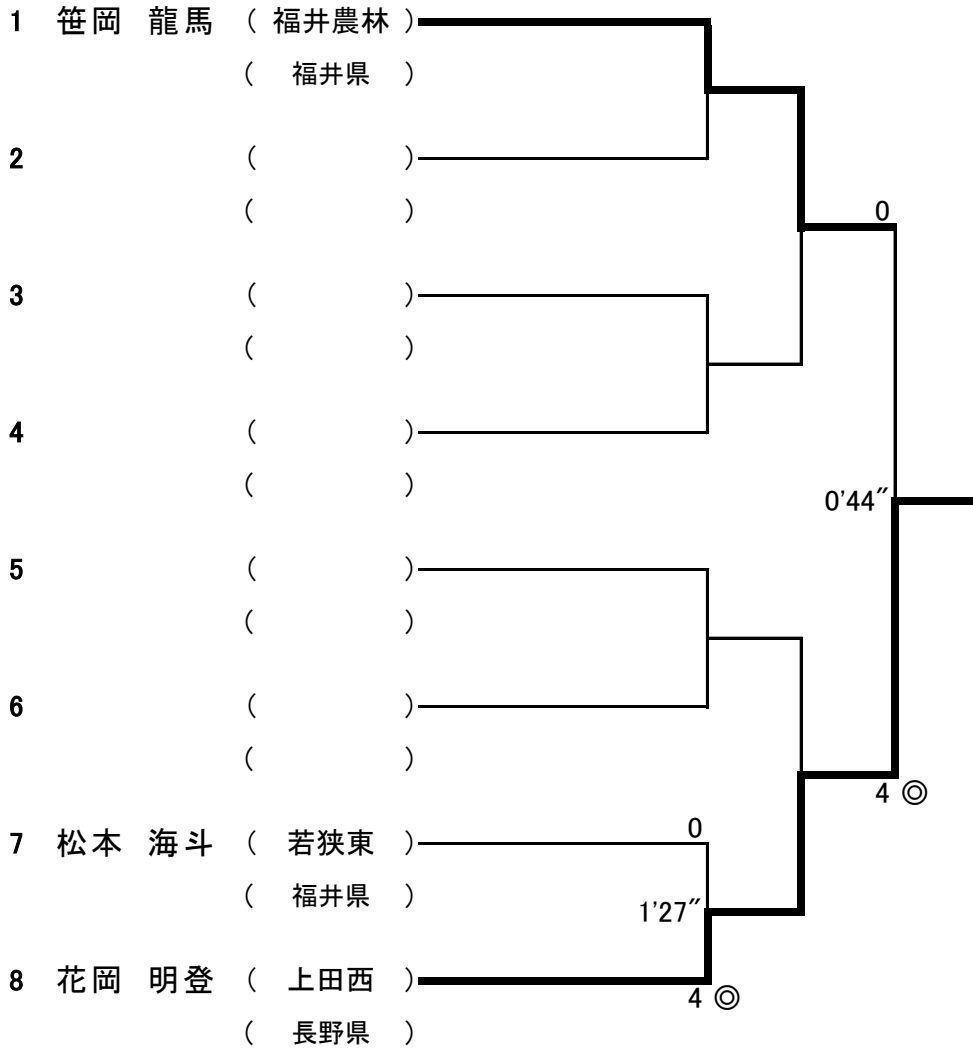 1 笹岡 龍馬 ( 福井農林 )
( 福井県 )
2 ( )
( )
0
3 ( )
( )
4 ( )
( )
0'44″
5 ( )
( )
6 ( )
( )
4 ◎
0
7 松本 海斗 ( 若狭東 )
( 福井県 )
1'27″
8 花岡 明登 ( 上田西 )
4 ◎
( 長野県 )